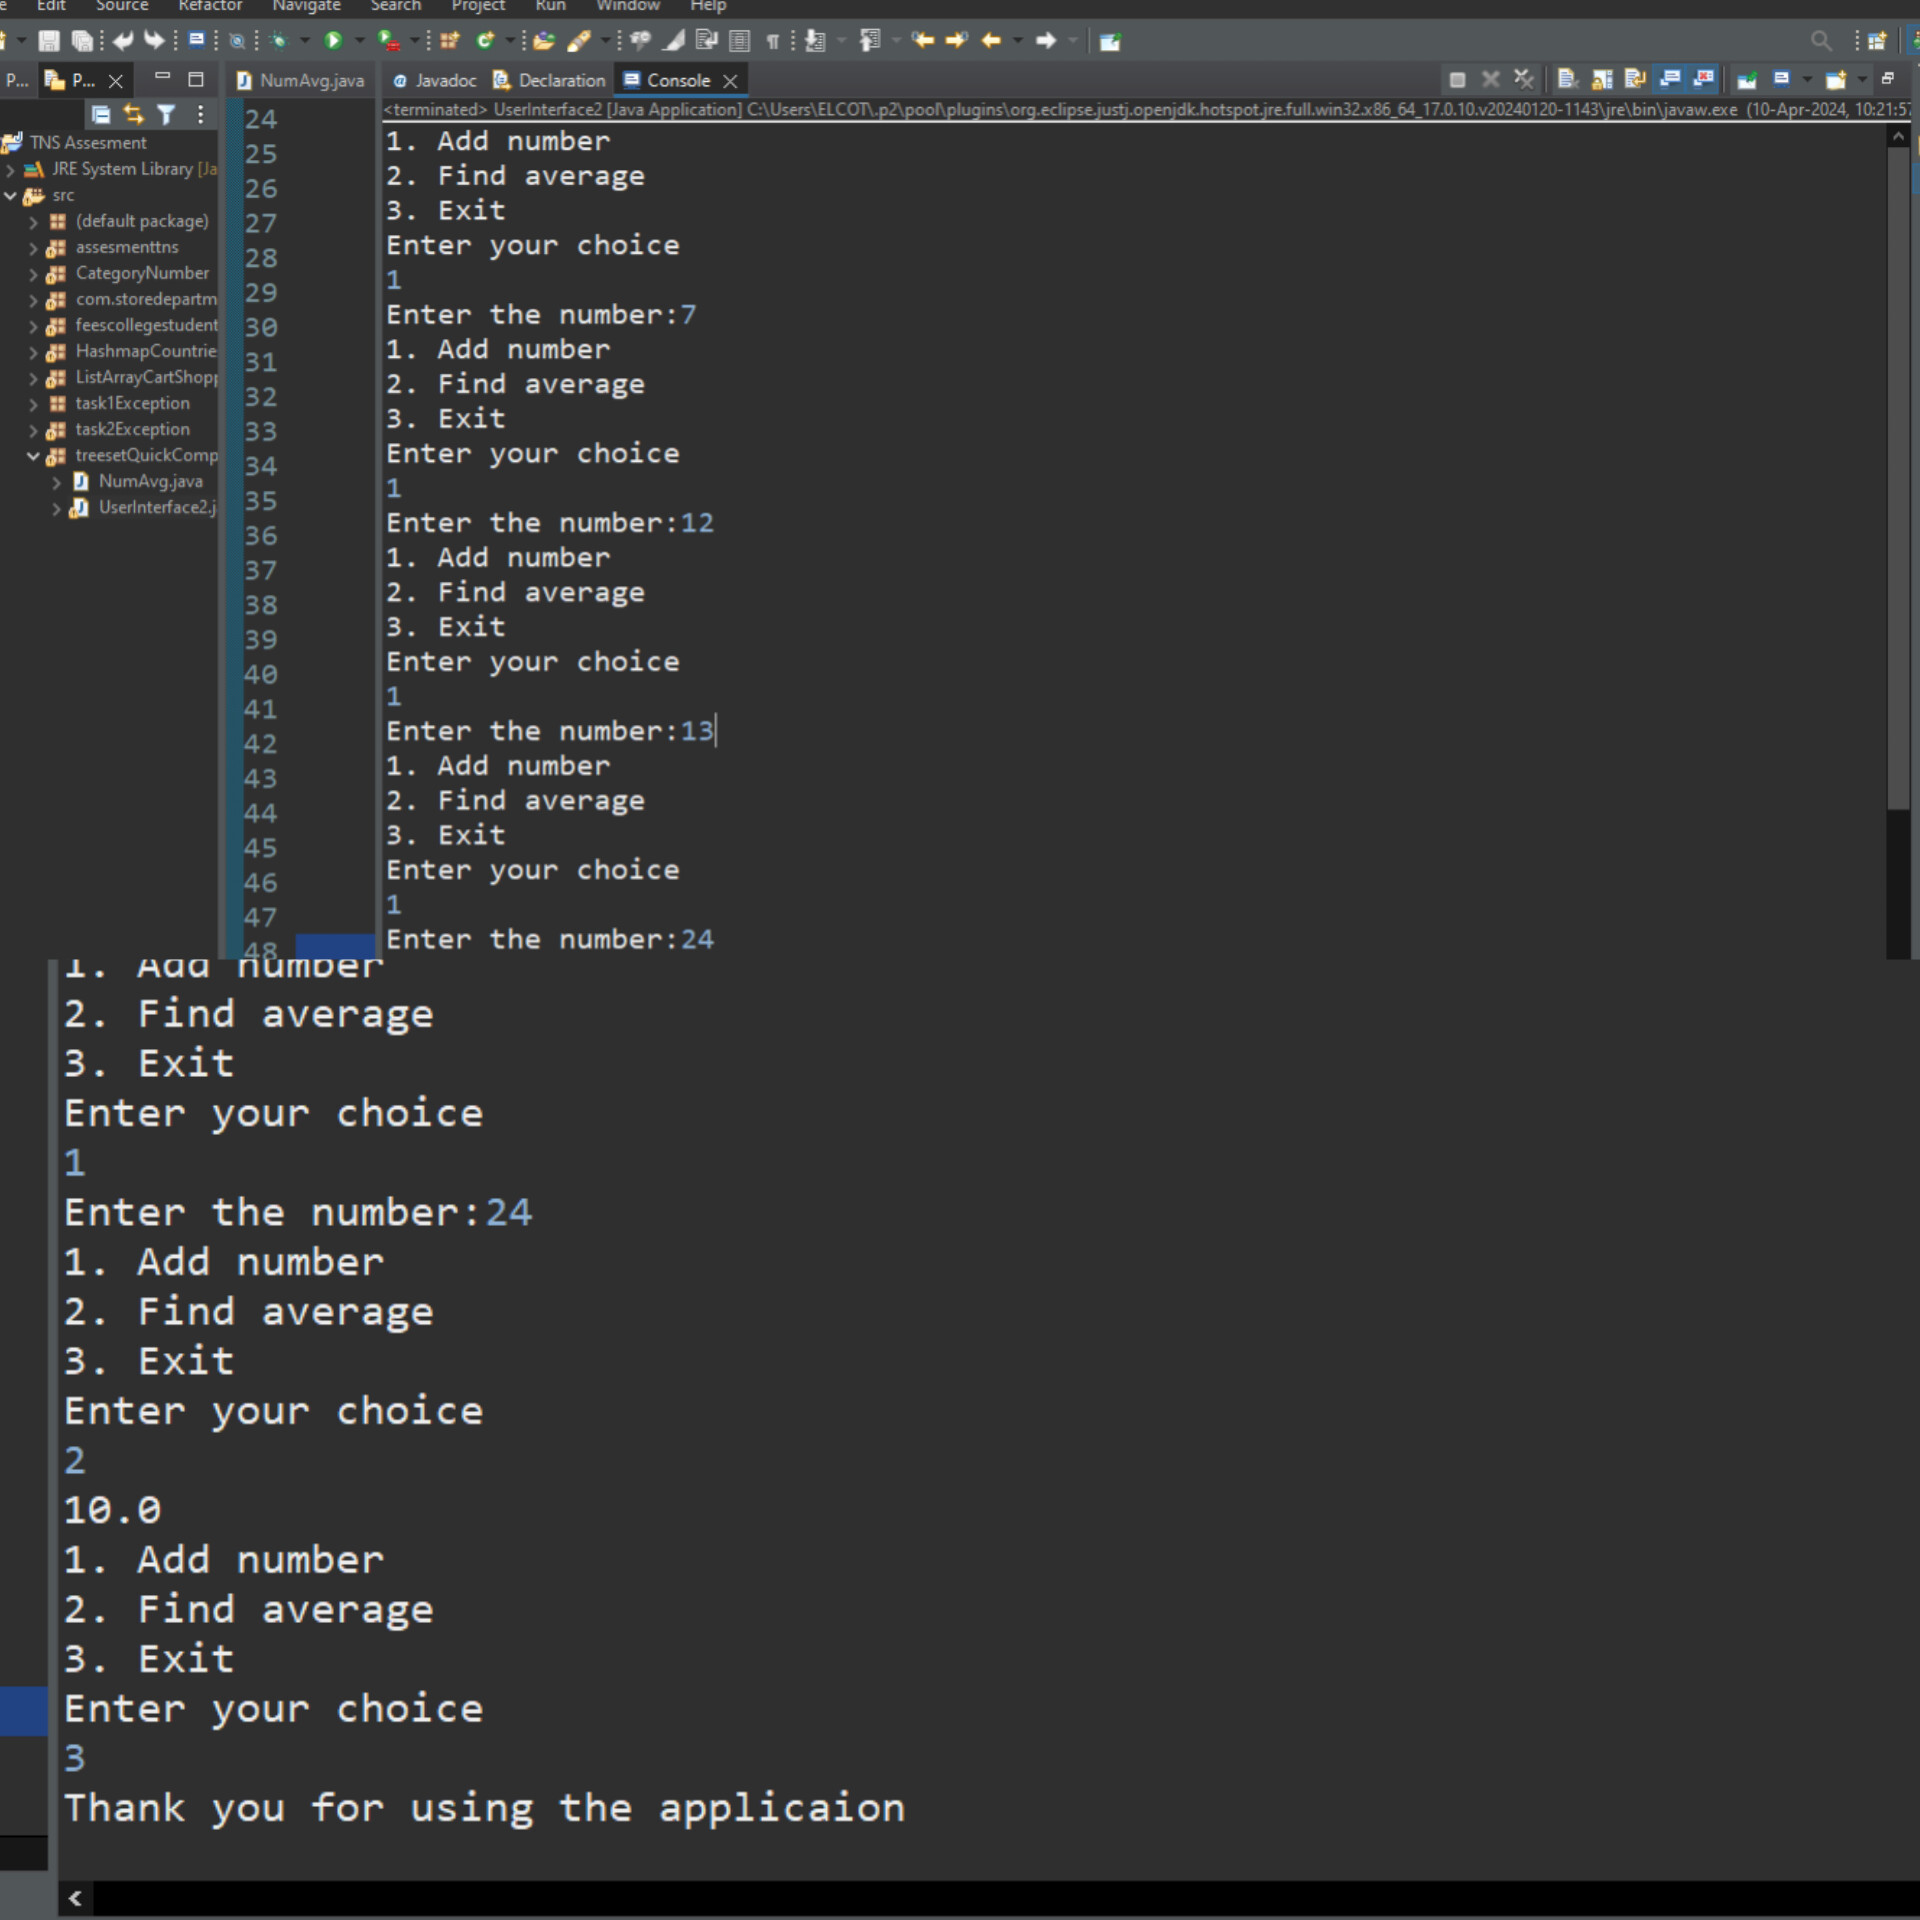 Edit Source Refactor Navigate Search Project Run Window Help
P... P... NumAvg.java Javadoc Declaration Console
<terminated> UserInterface2 [Java Application] C:\Users\ELCOT\.p2\pool\plugins\org.eclipse.justj.openjdk.hotspot.jre.full.win32.x86_64_17.0.10.v20240120-1143\jre\bin\javaw.exe (10-Apr-2024, 10:21:57
TNS Assesment
JRE System Library [Ja
src
(default package)
assesmenttns
CategoryNumber
com.storedepartm
feescollegestudent
HashmapCountrie
ListArrayCartShopp
task1Exception
task2Exception
treesetQuickComp
NumAvg.java
UserInterface2.j
24
25
26
27
28
29
30
31
32
33
34
35
36
37
38
39
40
41
42
43
44
45
46
47
48
1. Add number
2. Find average
3. Exit
Enter your choice
1
Enter the number:7
1. Add number
2. Find average
3. Exit
Enter your choice
1
Enter the number:12
1. Add number
2. Find average
3. Exit
Enter your choice
1
Enter the number:13
1. Add number
2. Find average
3. Exit
Enter your choice
1
Enter the number:24
1. Add number
2. Find average
3. Exit
Enter your choice
1
Enter the number:24
1. Add number
2. Find average
3. Exit
Enter your choice
2
10.0
1. Add number
2. Find average
3. Exit
Enter your choice
3
Thank you for using the applicaion